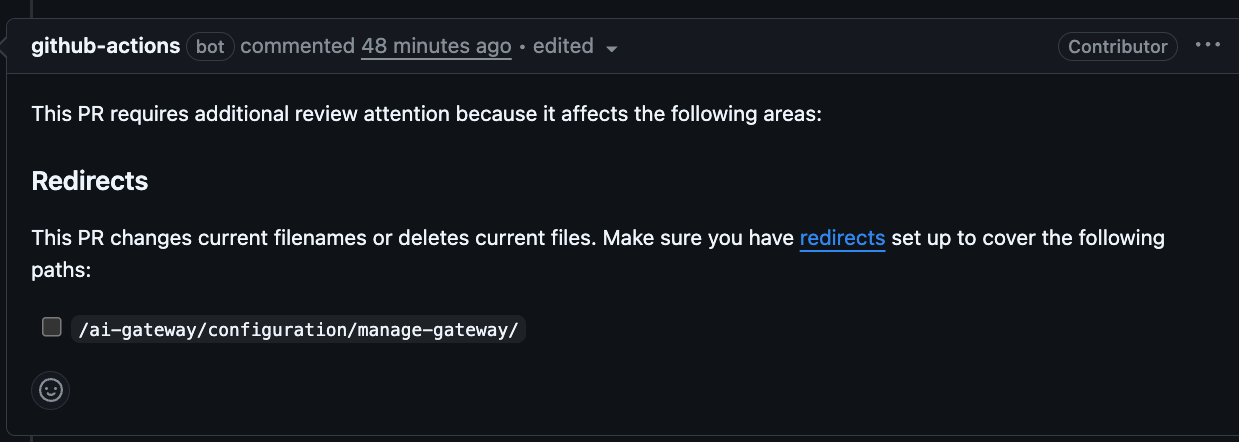 github-actions bot commented 48 minutes ago • edited Contributor
This PR requires additional review attention because it affects the following areas:
Redirects
This PR changes current filenames or deletes current files. Make sure you have redirects set up to cover the following
paths:
/ai-gateway/configuration/manage-gateway/